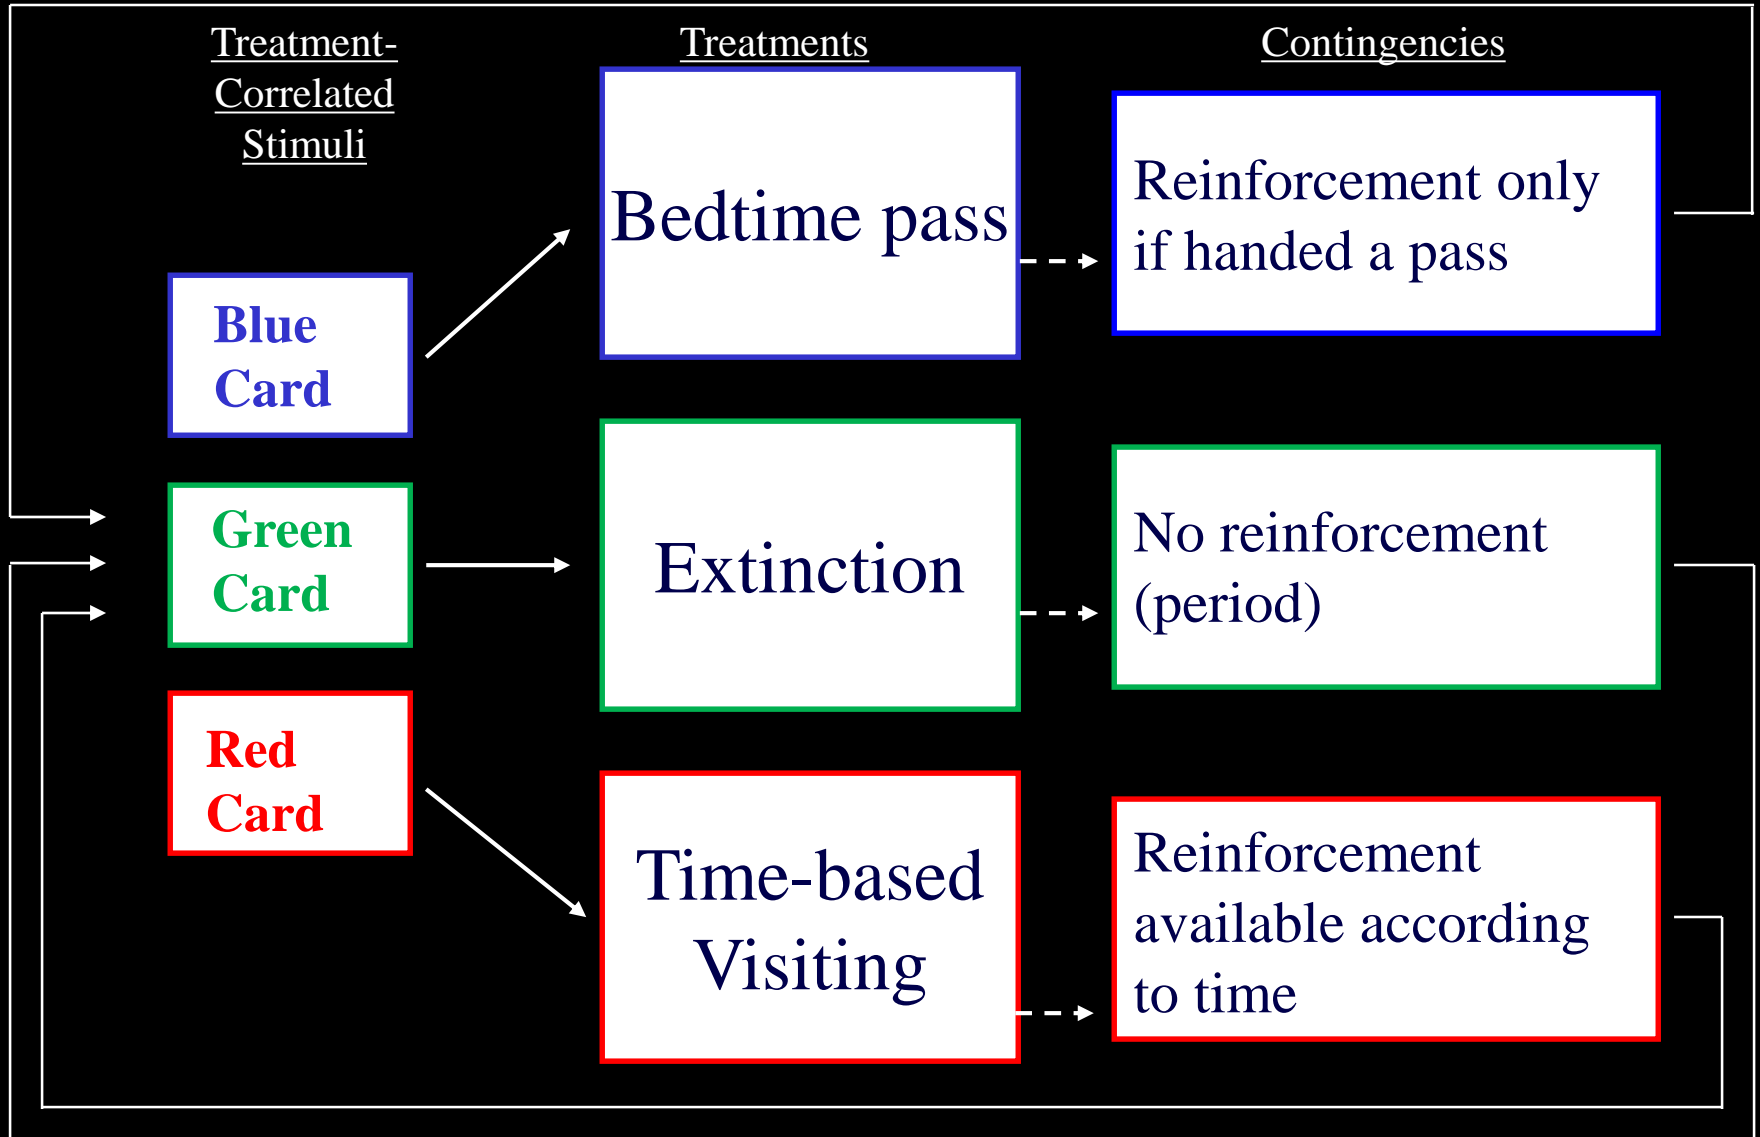 Treatment-
Correlated
Stimuli
Treatments
Contingencies
Blue
Card
Bedtime pass
Reinforcement only
if handed a pass
Green
Card
Extinction
No reinforcement
(period)
Red
Card
Time-based
Visiting
Reinforcement
available according
to time